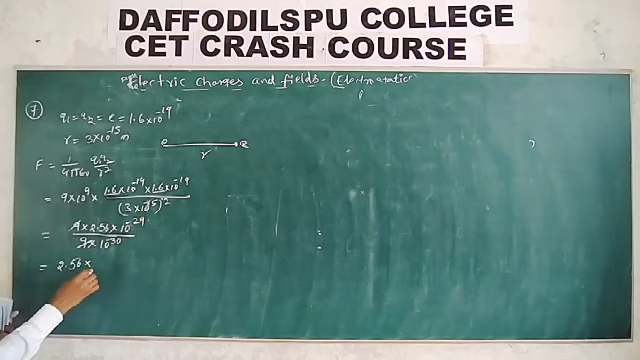 DAFFODILSPU COLLEGE
CET CRASH COURSE
Electric charges and fields. (Electrostatics
7
q₁ = q₂ = e = 1.6×10⁻¹⁹
r = 3×10⁻¹⁵ m
e e
r
F = 1/4πε₀ q₁q₂/r²
= 9×10⁹ × 1.6×10⁻¹⁹ × 1.6×10⁻¹⁹/(3×10⁻¹⁵)²
= 9×2.56×10⁻²⁹/9×10⁻³⁰
= 2.56×